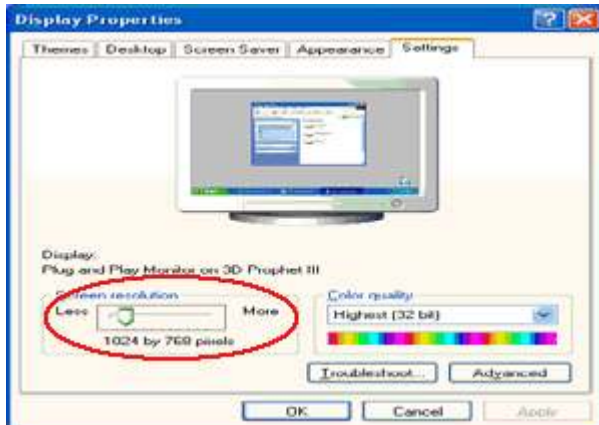 Display Properties
Themes Desktop Screen Saver Appearance Settings
Display:
Plug and Play Monitor on 3D Prophet III
Screen resolution
Less More
1024 by 768 pixels
Color quality
Highest (32 bit)
Troubleshoot... Advanced
OK Cancel Apply